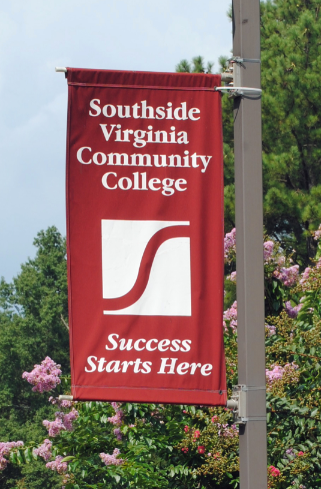 Southside
Virginia
Community
College
Success
Starts Here